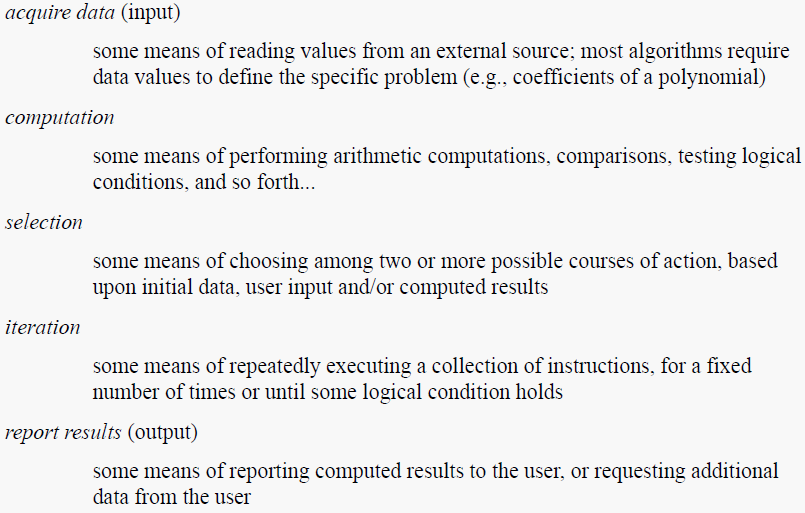 acquire data (input)
some means of reading values from an external source; most algorithms require
data values to define the specific problem (e.g., coefficients of a polynomial)
computation
some means of performing arithmetic computations, comparisons, testing logical
conditions, and so forth...
selection
some means of choosing among two or more possible courses of action, based
upon initial data, user input and/or computed results
iteration
some means of repeatedly executing a collection of instructions, for a fixed
number of times or until some logical condition holds
report results (output)
some means of reporting computed results to the user, or requesting additional
data from the user